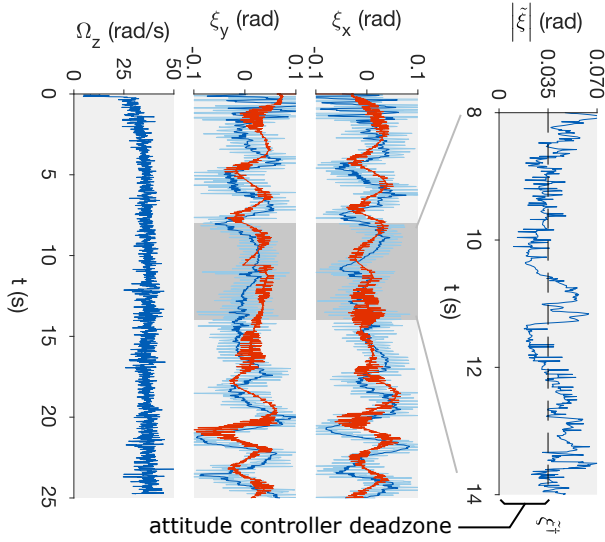 Ω_z (rad/s)
0 25 50
ξ_y (rad)
-0.1 0 0.1
ξ_x (rad)
-0.1 0 0.1
|ξ̃| (rad)
0 0.035 0.070
0 5 10 15 20 25
t (s)
8 10 12 14
t (s)
ξ̃†
attitude controller deadzone